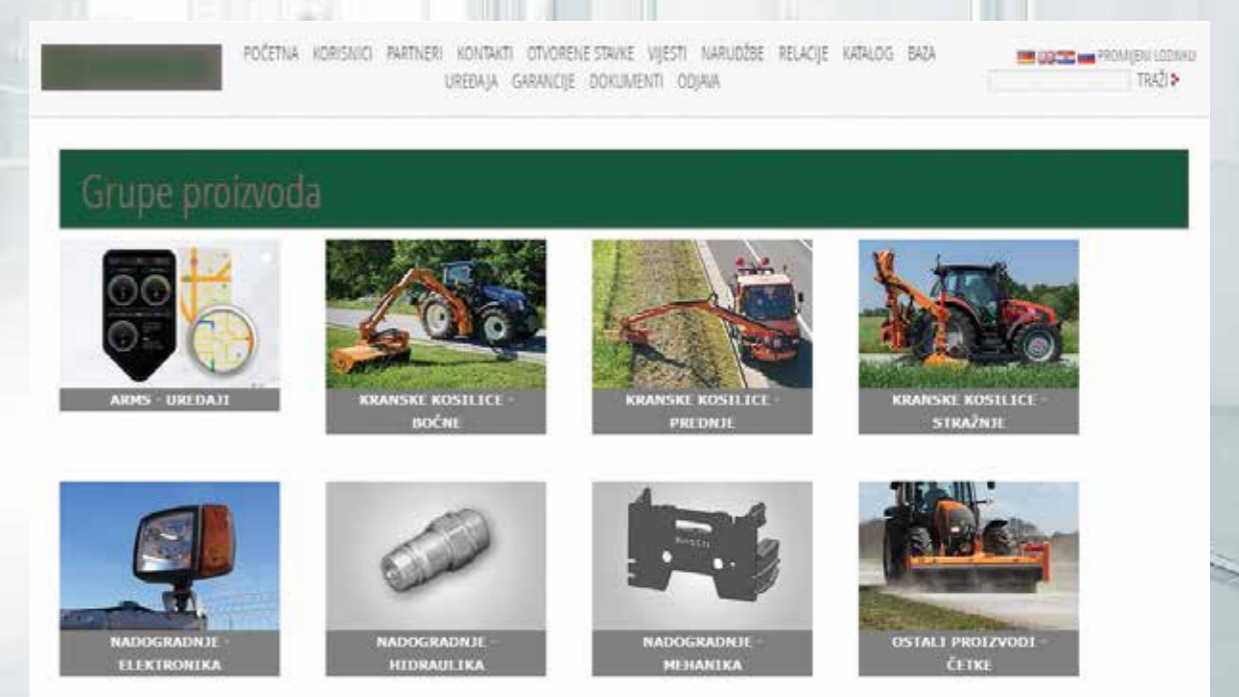 POČETNA KORISNICI PARTNERI KONTAKTI OTVORENE STAVKE VIJESTI NARUDŽBE RELACIJE KATALOG BAZA
UREĐAJA GARANCIJE DOKUMENTI ODJAVA
PROMIJENI LOZINKU
TRAŽI
Grupe proizvoda
ARMS - UREĐAJI
KRANSKE KOSILICE -
BOČNE
KRANSKE KOSILICE -
PREDNJE
KRANSKE KOSILICE -
STRAŽNJE
NADOGRADNJE -
ELEKTRONIKA
NADOGRADNJE -
HIDRAULIKA
NADOGRADNJE -
MEHANIKA
OSTALI PROIZVODI -
ČETKE